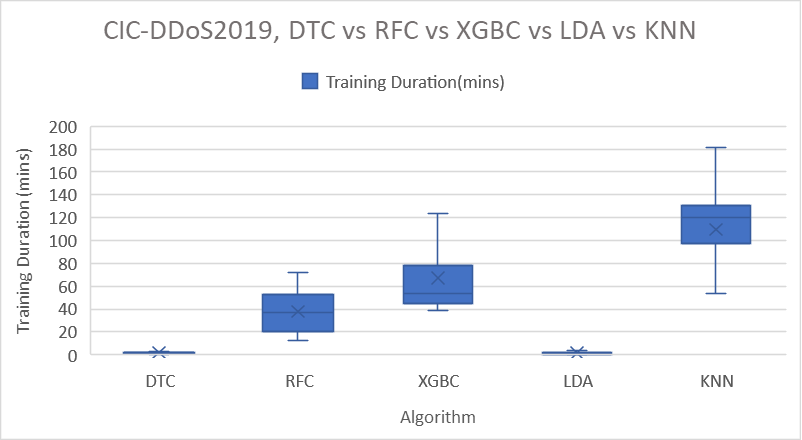 CIC-DDoS2019, DTC vs RFC vs XGBC vs LDA vs KNN
Training Duration(mins)
Training Duration (mins)
200
180
160
140
120
100
80
60
40
20
0
DTC RFC XGBC LDA KNN
Algorithm